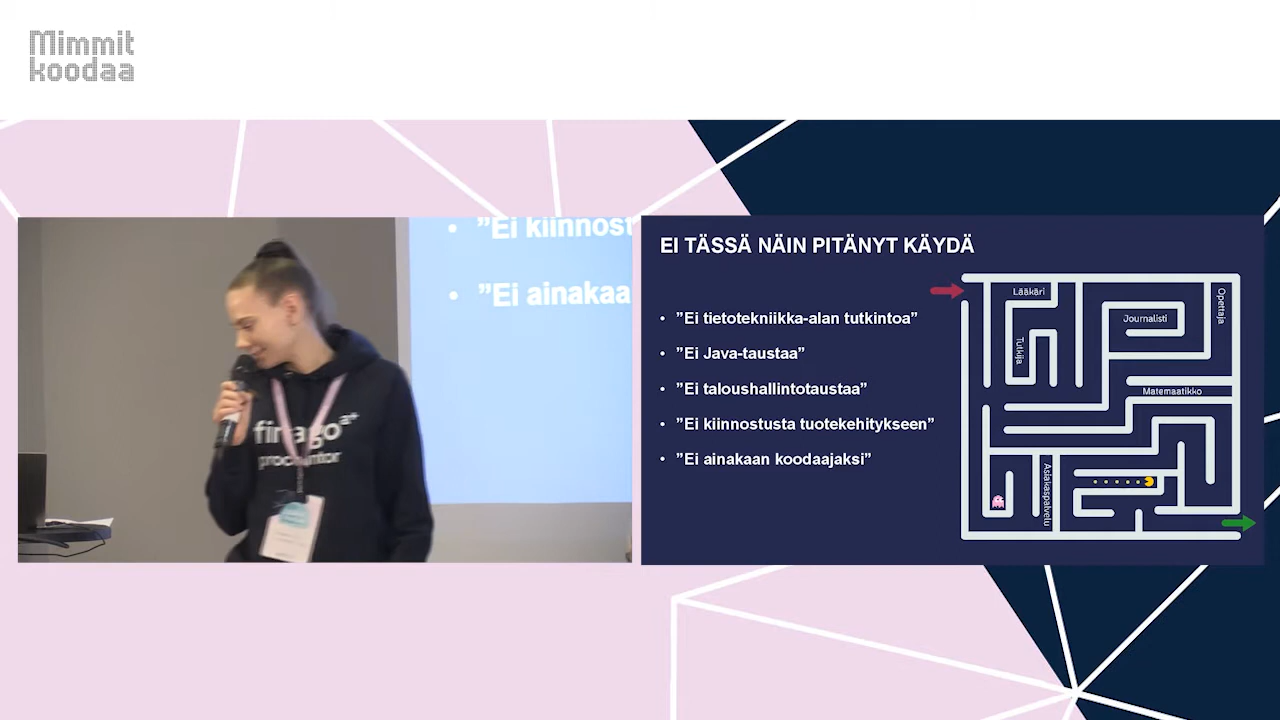 Mimmit
koodaa
"Ei kiinnost
"Ei ainakaa
finago
procountor
EI TÄSSÄ NÄIN PITÄNYT KÄYDÄ
• "Ei tietotekniikka-alan tutkintoa"
• "Ei Java-taustaa"
• "Ei taloushallintotaustaa"
• "Ei kiinnostusta tuotekehitykseen"
• "Ei ainakaan koodaajaksi"
Lääkäri
Opettaja
Journalisti
Tutkija
Matemaatikko
Asiakaspalvelu